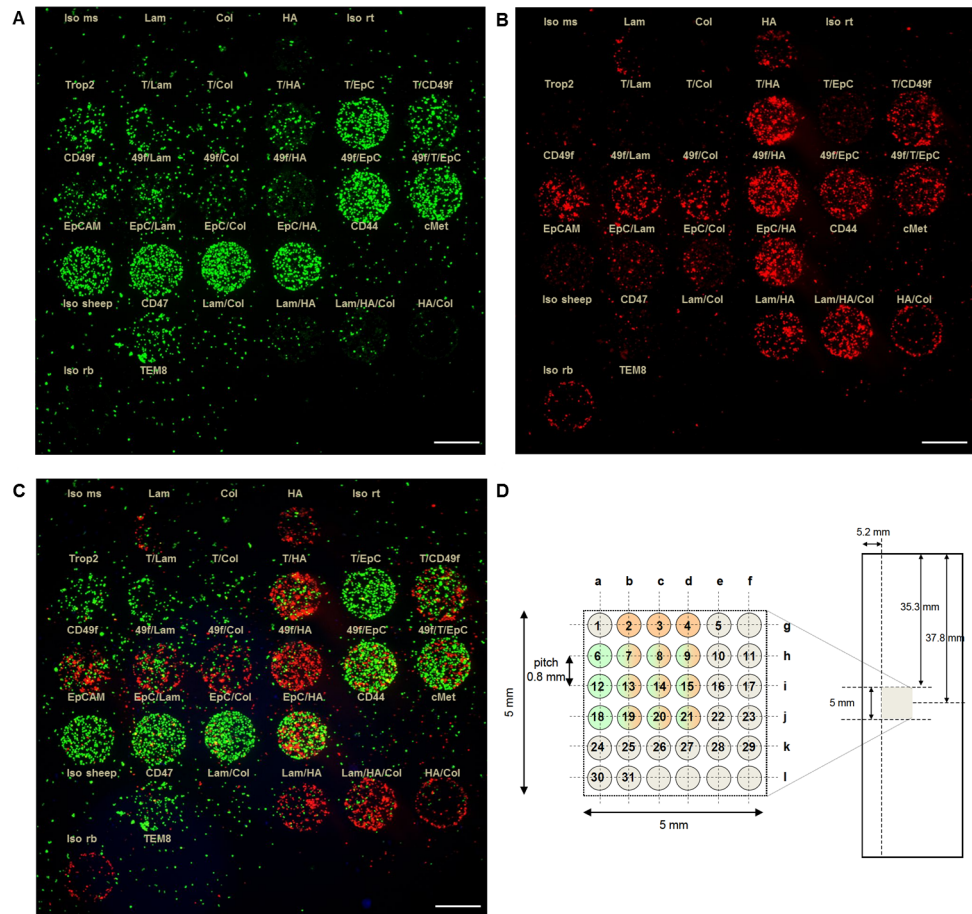 A
Iso ms Lam Col HA Iso rt
Trop2 T/Lam T/Col T/HA T/EpC T/CD49f
CD49f 49f/Lam 49f/Col 49f/HA 49f/EpC 49f/T/EpC
EpCAM EpC/Lam EpC/Col EpC/HA CD44 cMet
Iso sheep CD47 Lam/Col Lam/HA Lam/HA/Col HA/Col
Iso rb TEM8
B
Iso ms Lam Col HA Iso rt
Trop2 T/Lam T/Col T/HA T/EpC T/CD49f
CD49f 49f/Lam 49f/Col 49f/HA 49f/EpC 49f/T/EpC
EpCAM EpC/Lam EpC/Col EpC/HA CD44 cMet
Iso sheep CD47 Lam/Col Lam/HA Lam/HA/Col HA/Col
Iso rb TEM8
C
Iso ms Lam Col HA Iso rt
Trop2 T/Lam T/Col T/HA T/EpC T/CD49f
CD49f 49f/Lam 49f/Col 49f/HA 49f/EpC 49f/T/EpC
EpCAM EpC/Lam EpC/Col EpC/HA CD44 cMet
Iso sheep CD47 Lam/Col Lam/HA Lam/HA/Col HA/Col
Iso rb TEM8
D
5.2 mm
35.3 mm
37.8 mm
a b c d e f
1 2 3 4 5 g
6 7 8 9 10 11 h
pitch
0.8 mm
12 13 14 15 16 17 i
18 19 20 21 22 23 j
24 25 26 27 28 29 k
30 31 l
5 mm
5 mm
5 mm